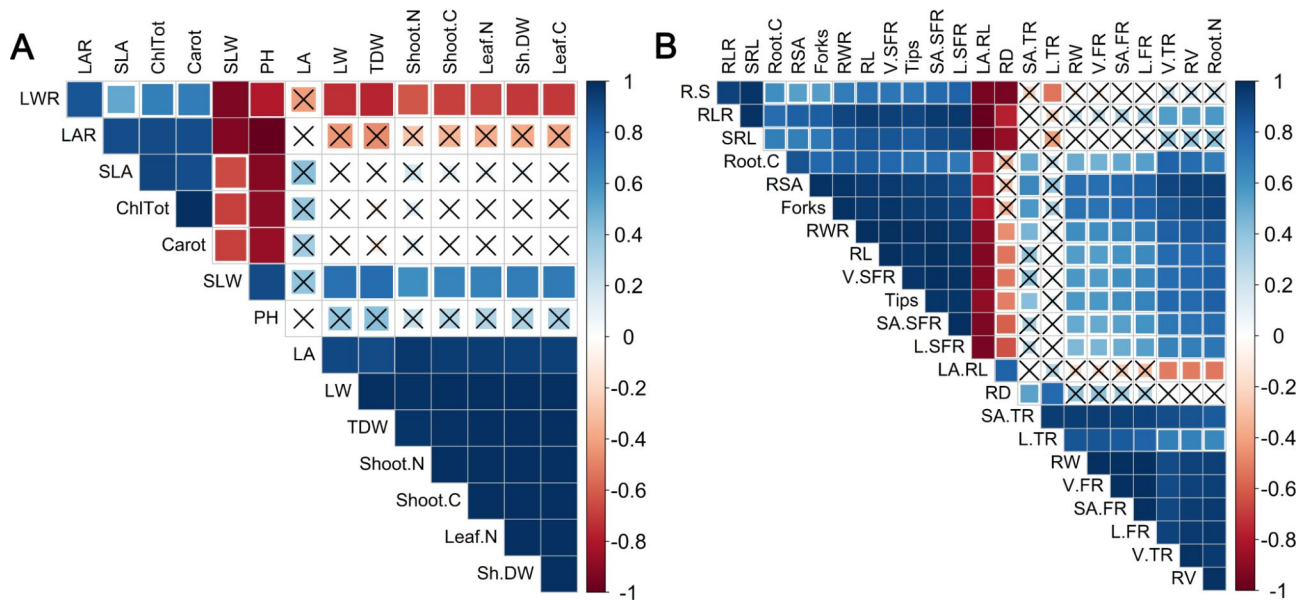 A
LAR
SLA
ChlTot
Carot
SLW
PH
LA
LW
TDW
Shoot.N
Shoot.C
Leaf.N
Sh.DW
Leaf.C
LWR
LAR
SLA
ChlTot
Carot
SLW
PH
LA
LW
TDW
Shoot.N
Shoot.C
Leaf.N
Sh.DW
1
0.8
0.6
0.4
0.2
0
-0.2
-0.4
-0.6
-0.8
-1
B
RLR
SRL
Root.C
RSA
Forks
RWR
RL
V.SFR
Tips
SA.SFR
L.SFR
LA.RL
RD
SA.TR
L.TR
RW
V.FR
SA.FR
L.FR
V.TR
RV
Root.N
R.S
RLR
SRL
Root.C
RSA
Forks
RWR
RL
V.SFR
Tips
SA.SFR
L.SFR
LA.RL
RD
SA.TR
L.TR
RW
V.FR
SA.FR
L.FR
V.TR
RV
1
0.8
0.6
0.4
0.2
0
-0.2
-0.4
-0.6
-0.8
-1